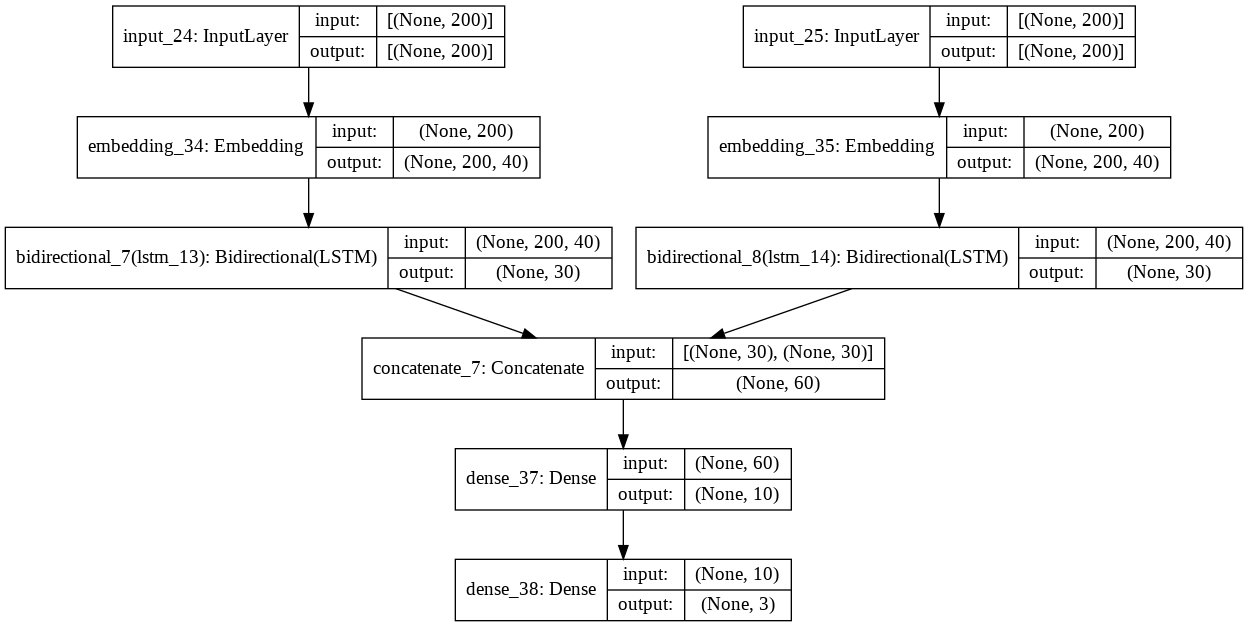 input_24: InputLayer
input: [(None, 200)]
output: [(None, 200)]
input_25: InputLayer
input: [(None, 200)]
output: [(None, 200)]
embedding_34: Embedding
input: (None, 200)
output: (None, 200, 40)
embedding_35: Embedding
input: (None, 200)
output: (None, 200, 40)
bidirectional_7(lstm_13): Bidirectional(LSTM)
input: (None, 200, 40)
output: (None, 30)
bidirectional_8(lstm_14): Bidirectional(LSTM)
input: (None, 200, 40)
output: (None, 30)
concatenate_7: Concatenate
input: [(None, 30), (None, 30)]
output: (None, 60)
dense_37: Dense
input: (None, 60)
output: (None, 10)
dense_38: Dense
input: (None, 10)
output: (None, 3)